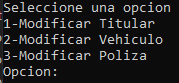 Seleccione una opcion
1-Modificar Titular
2-Modificar Vehiculo
3-Modificar Poliza
Opcion: